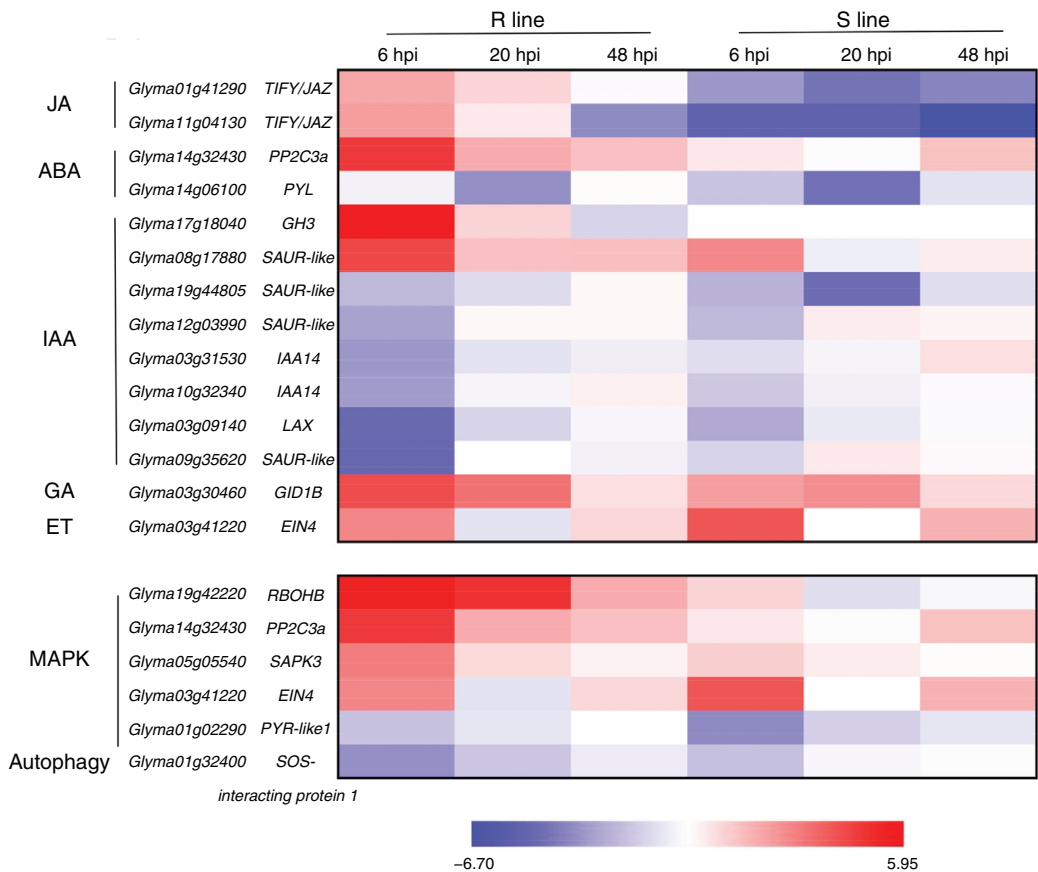 R line S line
6 hpi 20 hpi 48 hpi 6 hpi 20 hpi 48 hpi
JA
Glyma01g41290 TIFY/JAZ
Glyma11g04130 TIFY/JAZ
ABA
Glyma14g32430 PP2C3a
Glyma14g06100 PYL
IAA
Glyma17g18040 GH3
Glyma08g17880 SAUR-like
Glyma19g44805 SAUR-like
Glyma12g03990 SAUR-like
Glyma03g31530 IAA14
Glyma10g32340 IAA14
Glyma03g09140 LAX
Glyma09g35620 SAUR-like
GA Glyma03g30460 GID1B
ET Glyma03g41220 EIN4
MAPK
Glyma19g42220 RBOHB
Glyma14g32430 PP2C3a
Glyma05g05540 SAPK3
Glyma03g41220 EIN4
Glyma01g02290 PYR-like1
Autophagy Glyma01g32400 SOS-
interacting protein 1
−6.70 5.95